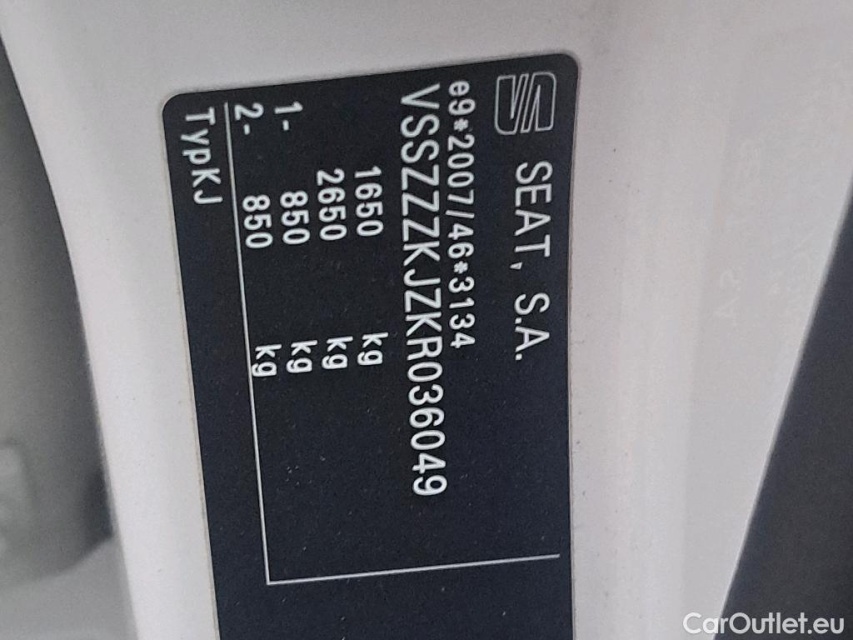 SEAT, S.A.
e9*2007/46*3134
VSSZZZKJZKR036049
1650 kg
2650 kg
1- 850 kg
2- 850 kg
TypKJ
CarOutlet.eu